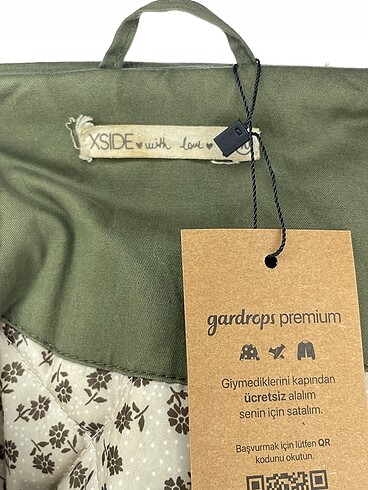 XSIDE with love
gardrops premium
Giymediklerini kapından
ücretsiz alalım
senin için satalım.
Başvurmak için lütfen QR
kodunu okutun.